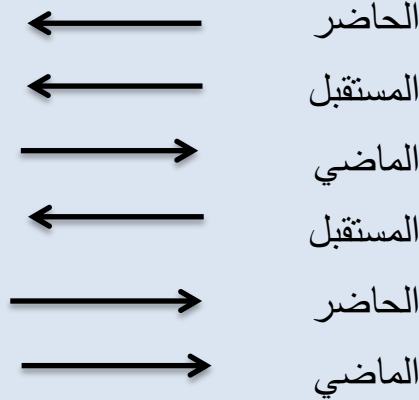 الحاضر
المستقبل
الماضي
المستقبل
الحاضر
الماضي